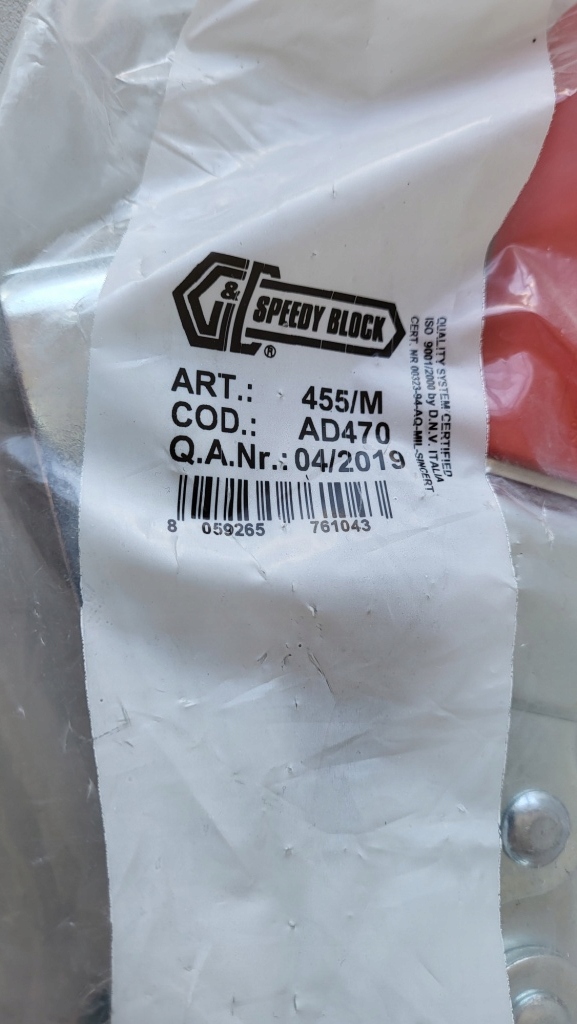 G&L SPEEDY BLOCK ®
QUALITY SYSTEM CERTIFIED
ISO 9001/2000 by D.N.V. ITALIA
CERT. NR 00323-94-AQ-MIL-SINCERT
ART.: 455/M
COD.: AD470
Q.A.Nr.: 04/2019
8 059265 761043